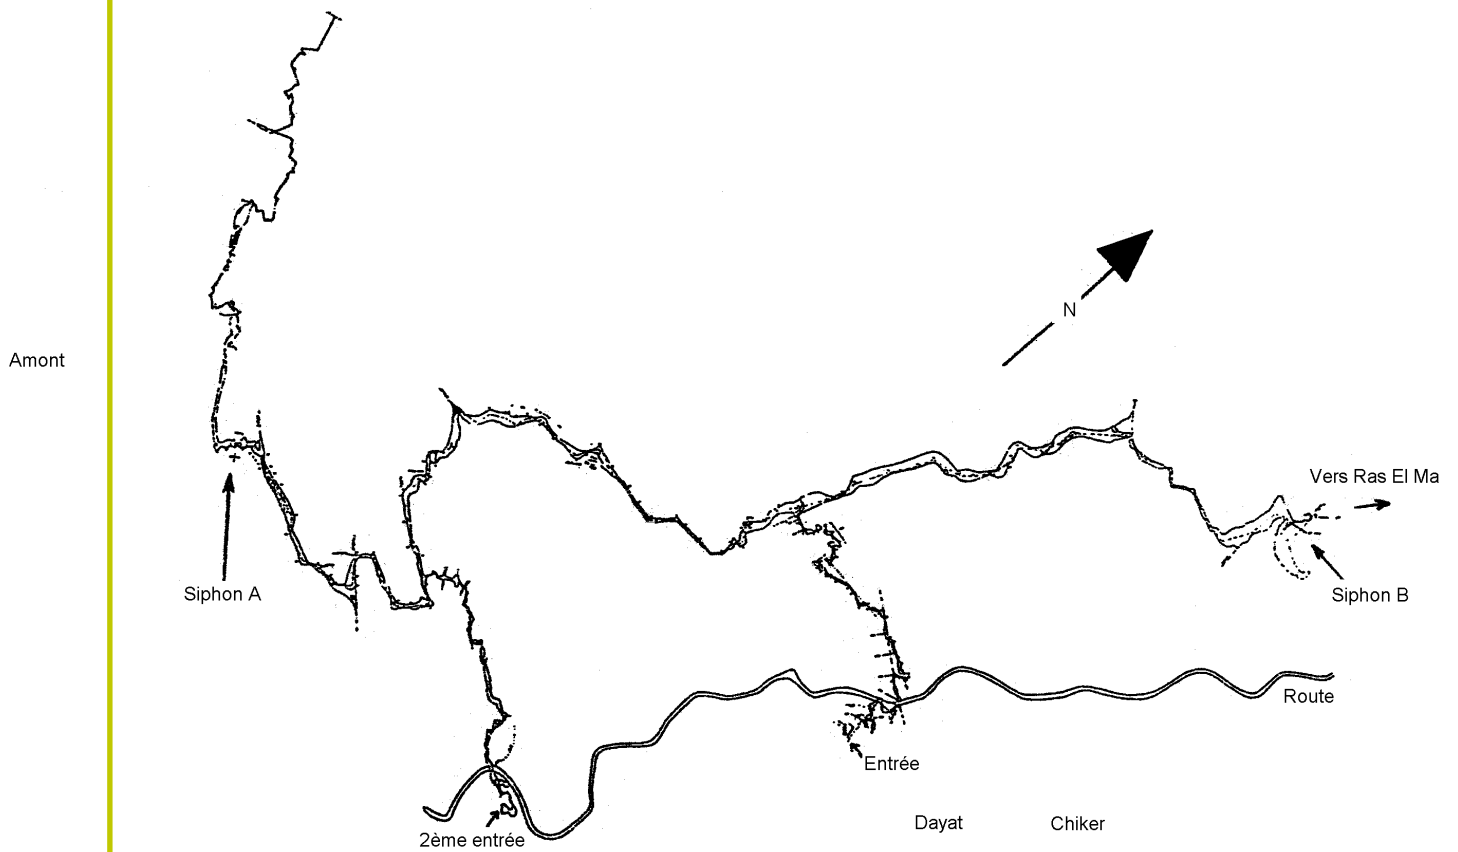 N
Amont
Vers Ras El Ma
Siphon A
Siphon B
Route
Entrée
Dayat Chiker
2ème entrée